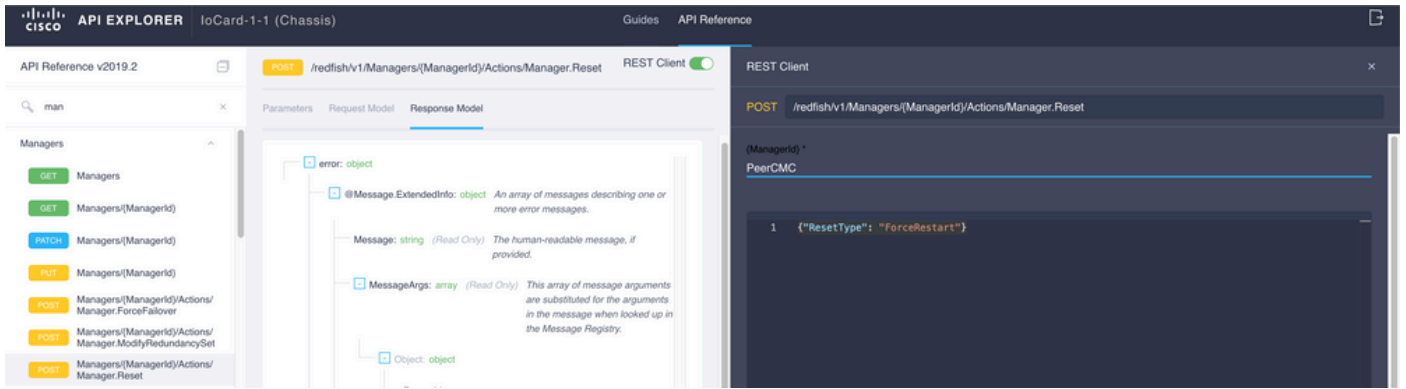 cisco API EXPLORER IoCard-1-1 (Chassis) Guides API Reference
API Reference v2019.2
man
Managers
GET Managers
GET Managers/{ManagerId}
PATCH Managers/{ManagerId}
PUT Managers/{ManagerId}
POST Managers/{ManagerId}/Actions/
Manager.ForceFailover
POST Managers/{ManagerId}/Actions/
Manager.ModifyRedundancySet
POST Managers/{ManagerId}/Actions/
Manager.Reset
POST /redfish/v1/Managers/{ManagerId}/Actions/Manager.Reset REST Client
Parameters Request Model Response Model
error: object
@Message.ExtendedInfo: object An array of messages describing one or
more error messages.
Message: string (Read Only) The human-readable message, if
provided.
MessageArgs: array (Read Only) This array of message arguments
are substituted for the arguments
in the message when looked up in
the Message Registry.
Object: object
REST Client
POST /redfish/v1/Managers/{ManagerId}/Actions/Manager.Reset
{ManagerId} *
PeerCMC
1 {"ResetType": "ForceRestart"}